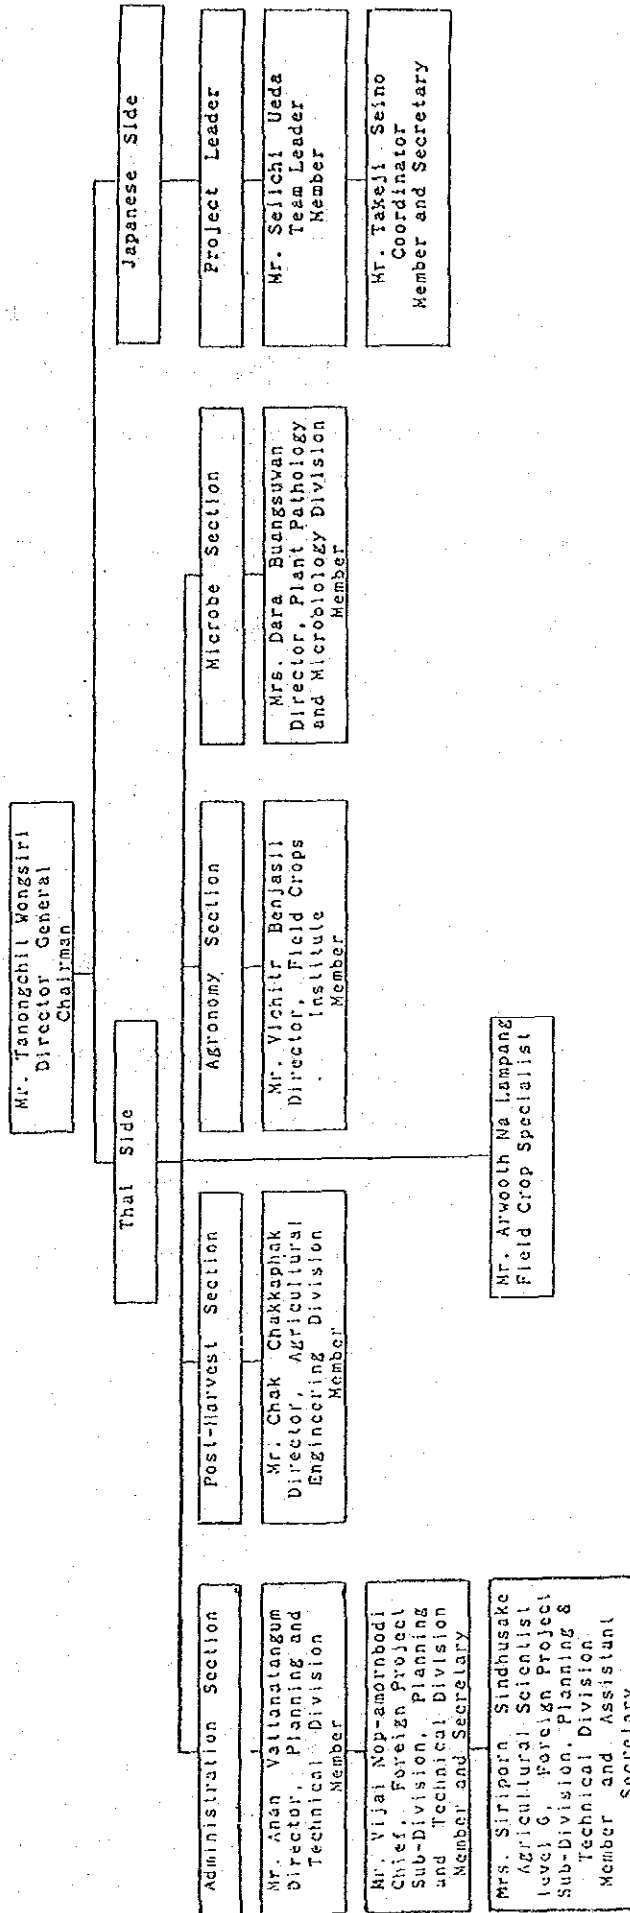 Mr. Tanongchit Wongsiri
Director General
Chairman
Thai Side
Japanese Side
Administration Section
Post-Harvest Section
Agronomy Section
Microbe Section
Project Leader
Mr. Anan Vattanatangum
Director, Planning and
Technical Division
Member
Mr. Chak Chakkaphak
Director, Agricultural
Engineering Division
Member
Mr. Vichitr Benjasil
Director, Field Crops
Institute
Member
Mrs. Dara Buangsuwan
Director, Plant Pathology
and Microbiology Division
Member
Mr. Seiichi Ueda
Team Leader
Member
Mr. Vijai Nop-amornbodi
Chief, Foreign Project
Sub-Division, Planning
and Technical Division
Member and Secretary
Mr. Takeji Seino
Coordinator
Member and Secretary
Mrs. Siriporn Sindhusake
Agricultural Scientist
level 6, Foreign Project
Sub-Division, Planning &
Technical Division
Member and Assistant
Secretary
Mr. Arwooth Na Lampang
Field Crop Specialist